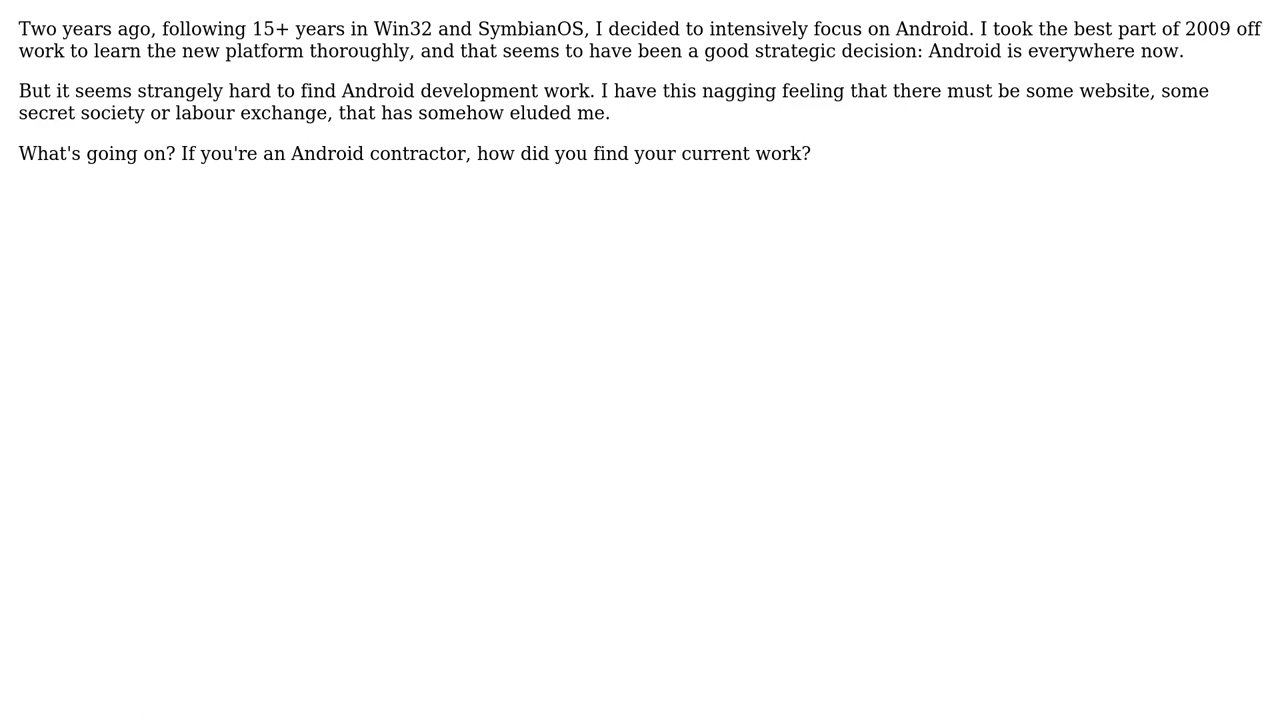 Two years ago, following 15+ years in Win32 and SymbianOS, I decided to intensively focus on Android. I took the best part of 2009 off
work to learn the new platform thoroughly, and that seems to have been a good strategic decision: Android is everywhere now.
But it seems strangely hard to find Android development work. I have this nagging feeling that there must be some website, some
secret society or labour exchange, that has somehow eluded me.
What's going on? If you're an Android contractor, how did you find your current work?